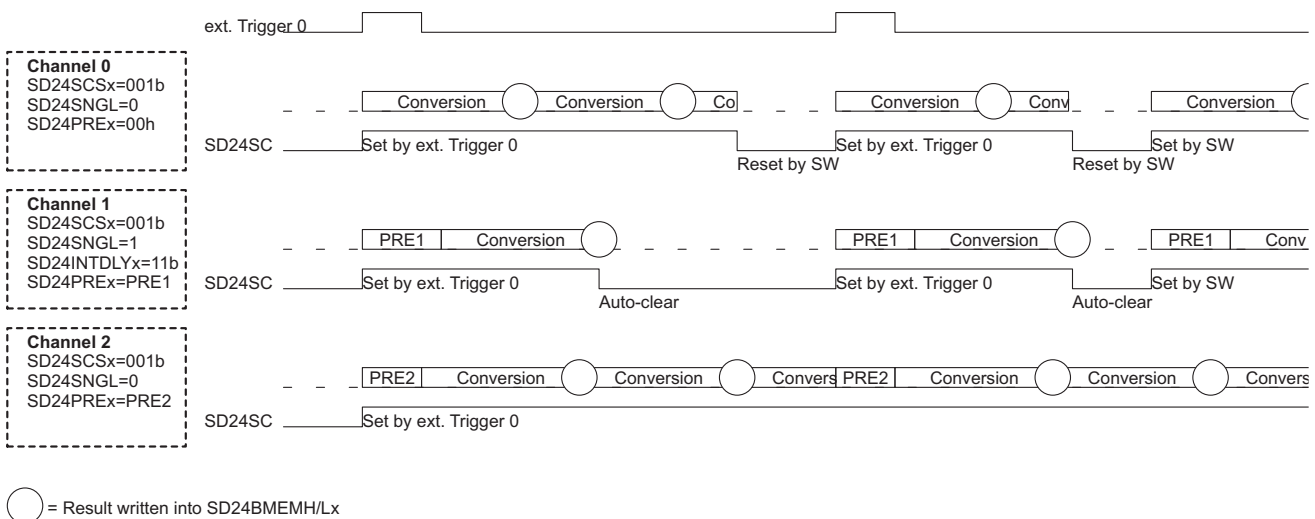 ext. Trigger 0
Channel 0
SD24SCSx=001b
SD24SNGL=0
SD24PREx=00h
Conversion Conversion Co Conversion Conv Conversion
SD24SC Set by ext. Trigger 0 Reset by SW Set by ext. Trigger 0 Reset by SW Set by SW
Channel 1
SD24SCSx=001b
SD24SNGL=1
SD24INTDLYx=11b
SD24PREx=PRE1
PRE1 Conversion PRE1 Conversion PRE1 Conv
SD24SC Set by ext. Trigger 0 Auto-clear Set by ext. Trigger 0 Auto-clear Set by SW
Channel 2
SD24SCSx=001b
SD24SNGL=0
SD24PREx=PRE2
PRE2 Conversion Conversion Convers PRE2 Conversion Conversion Convers
SD24SC Set by ext. Trigger 0
= Result written into SD24BMEMH/Lx